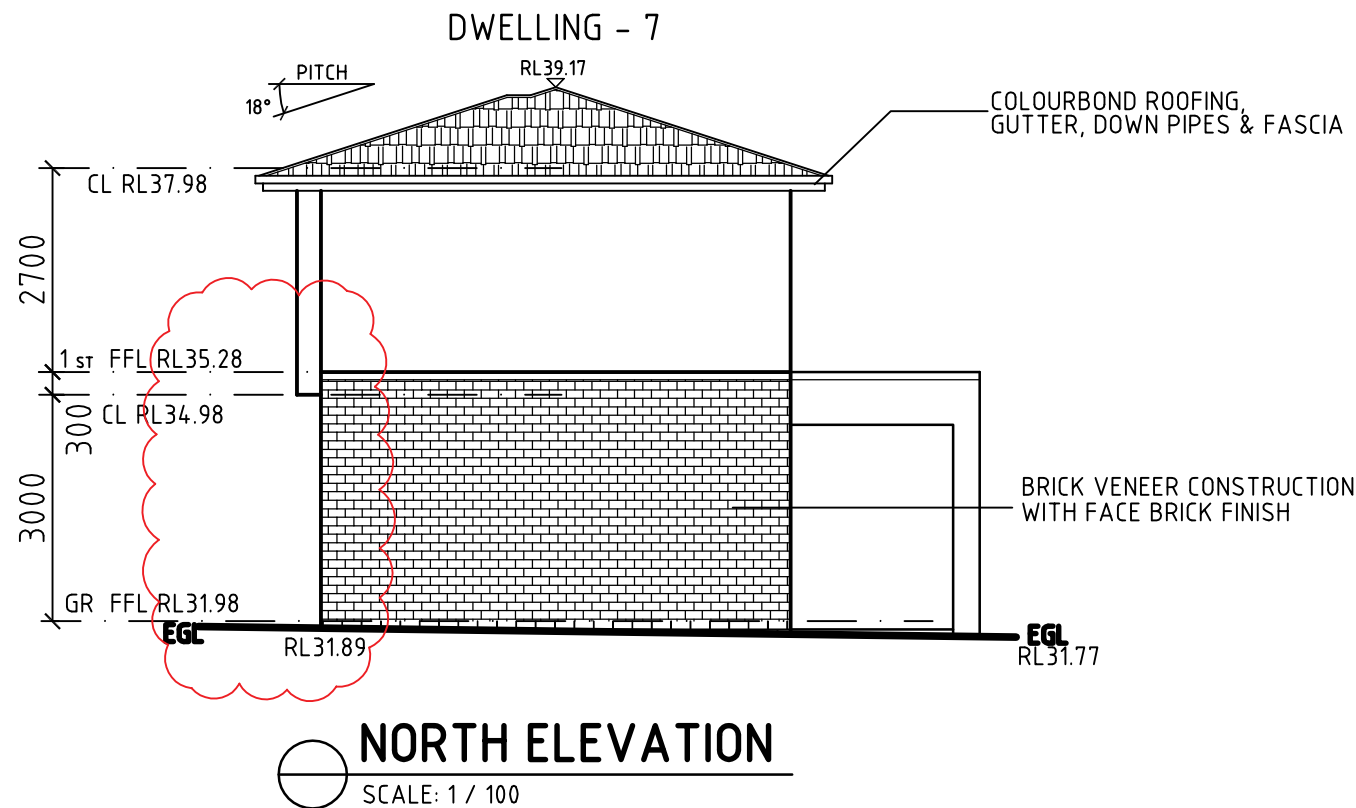 DWELLING - 7
PITCH
18°
RL39.17
COLOURBOND ROOFING,
GUTTER, DOWN PIPES & FASCIA
CL RL37.98
2700
1 ST FFL RL35.28
CL RL34.98
300
3000
BRICK VENEER CONSTRUCTION
WITH FACE BRICK FINISH
GR FFL RL31.98
EGL
RL31.89
EGL
RL31.77
NORTH ELEVATION
SCALE: 1 / 100